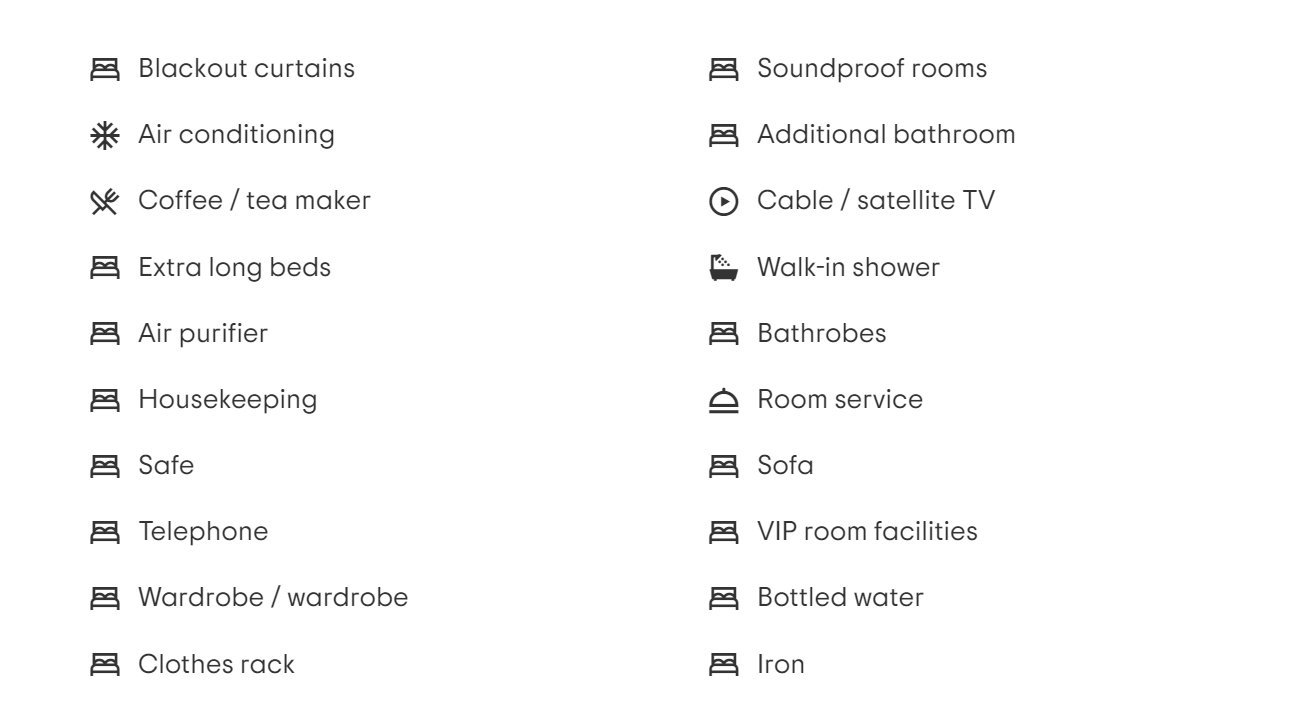 Blackout curtains
Soundproof rooms
Air conditioning
Additional bathroom
Coffee / tea maker
Cable / satellite TV
Extra long beds
Walk-in shower
Air purifier
Bathrobes
Housekeeping
Room service
Safe
Sofa
Telephone
VIP room facilities
Wardrobe / wardrobe
Bottled water
Clothes rack
Iron